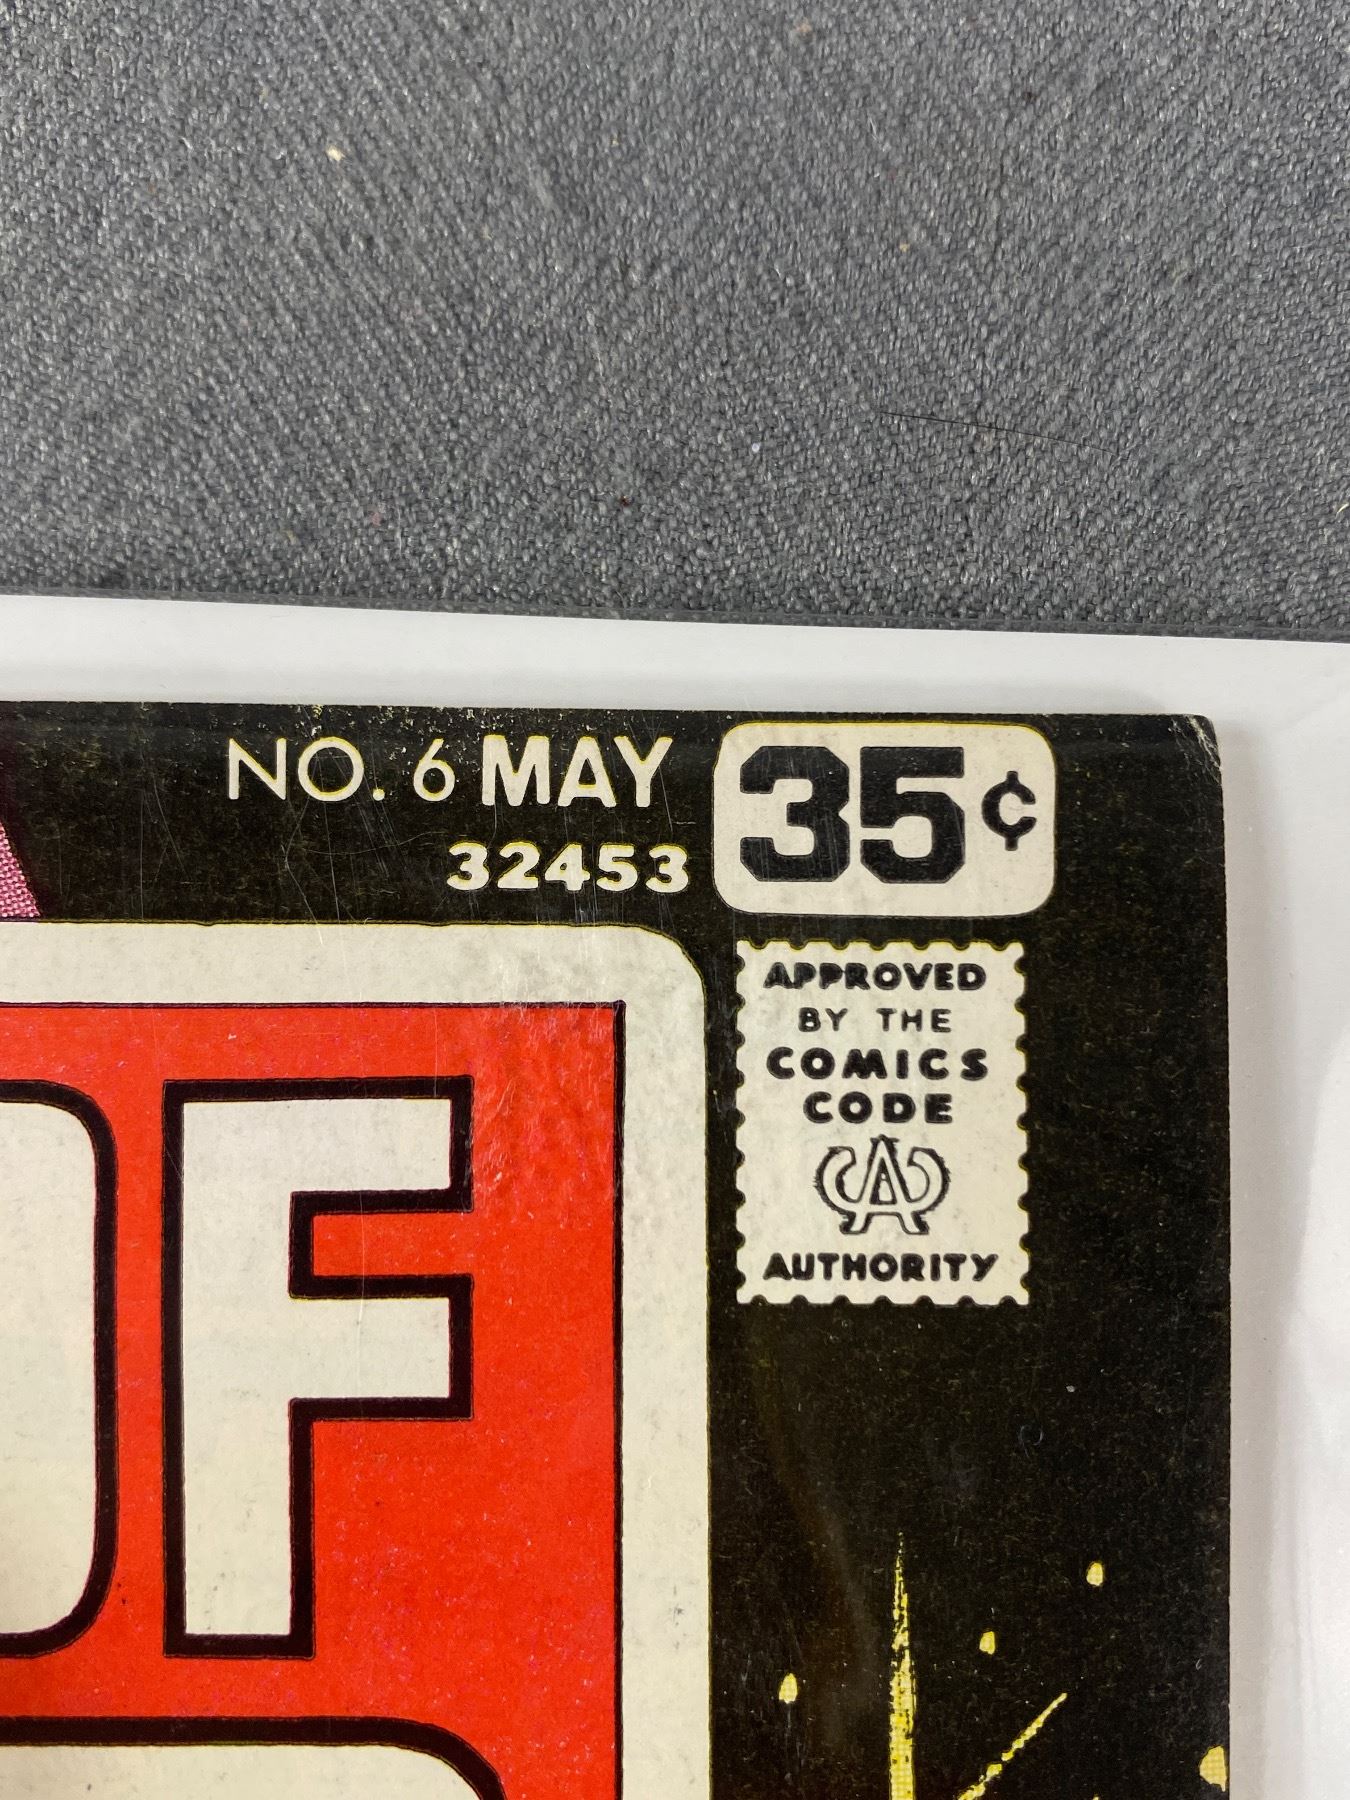 NO. 6 MAY
35¢
32453
APPROVED
BY THE
COMICS
CODE
CA
AUTHORITY
OF